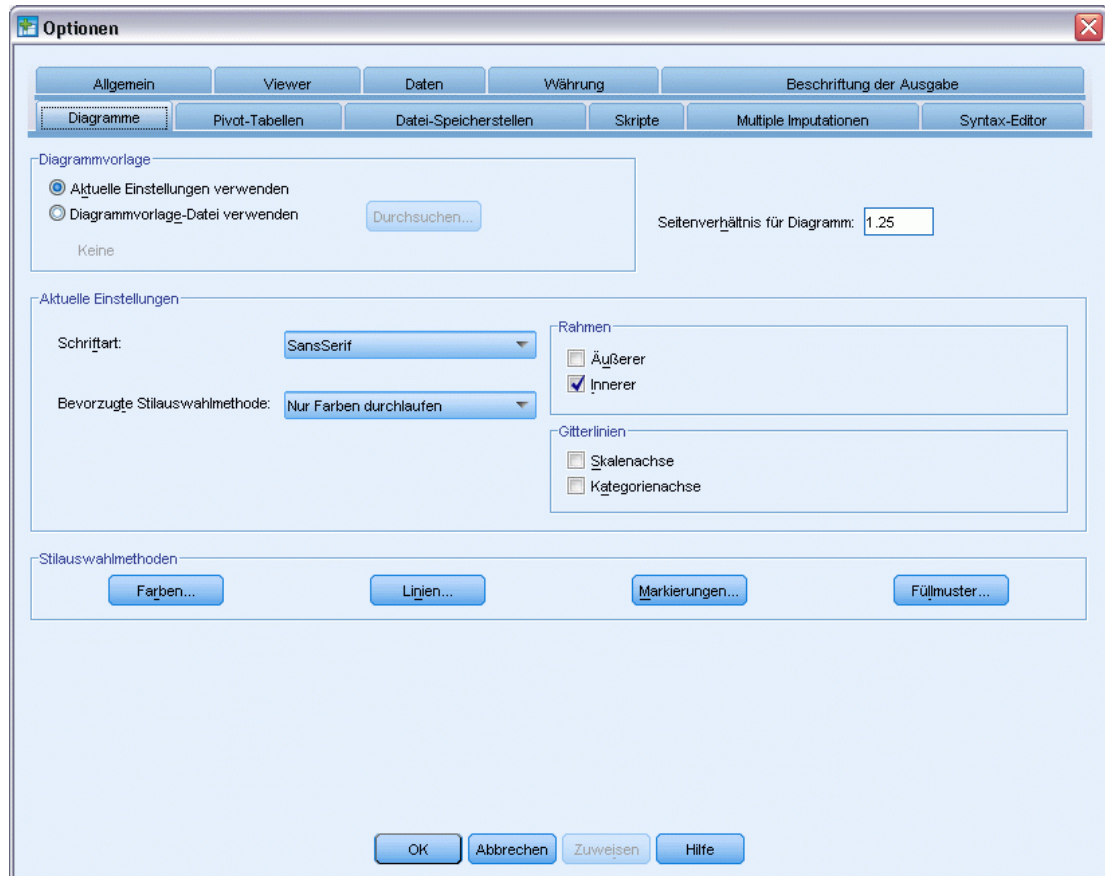 Optionen
Allgemein Viewer Daten Währung Beschriftung der Ausgabe
Diagramme Pivot-Tabellen Datei-Speicherstellen Skripte Multiple Imputationen Syntax-Editor
Diagrammvorlage
Aktuelle Einstellungen verwenden
Diagrammvorlage-Datei verwenden Durchsuchen...
Keine
Seitenverhältnis für Diagramm: 1.25
Aktuelle Einstellungen
Schriftart: SansSerif
Bevorzugte Stilauswahlmethode: Nur Farben durchlaufen
Rahmen
Äußerer
Innerer
Gitterlinien
Skalenachse
Kategorienachse
Stilauswahlmethoden
Farben... Linien... Markierungen... Füllmuster...
OK Abbrechen Zuweisen Hilfe